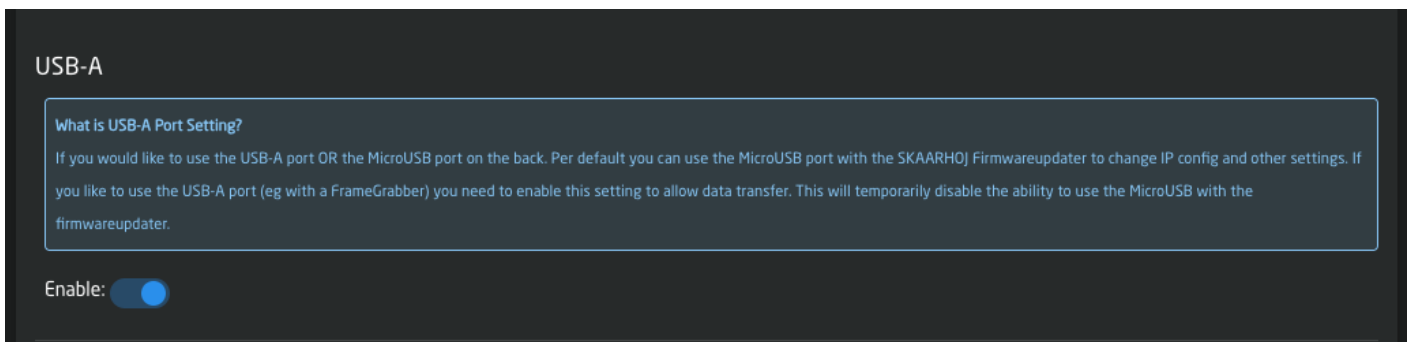 USB-A
What is USB-A Port Setting?
If you would like to use the USB-A port OR the MicroUSB port on the back. Per default you can use the MicroUSB port with the SKAARHOJ Firmwareupdater to change IP config and other settings. If
you like to use the USB-A port (eg with a FrameGrabber) you need to enable this setting to allow data transfer. This will temporarily disable the ability to use the MicroUSB with the
firmwareupdater.
Enable: